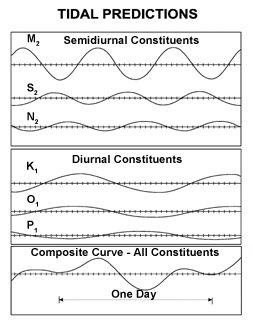 TIDAL PREDICTIONS
Semidiurnal Constituents
M2
S2
N2
Diurnal Constituents
K1
O1
P1
Composite Curve - All Constituents
One Day